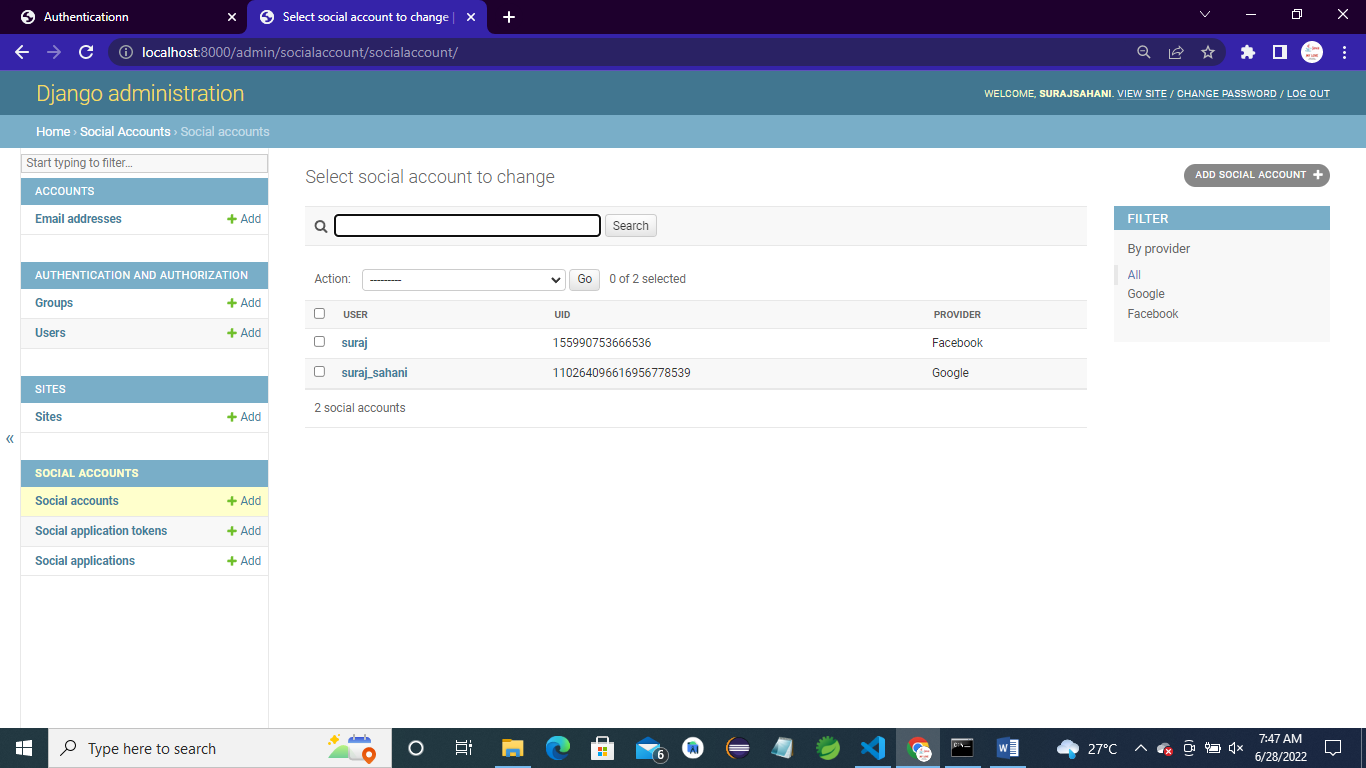 Authenticationn
Select social account to change |
localhost:8000/admin/socialaccount/socialaccount/
Django administration
WELCOME, SURAJSAHANI. VIEW SITE / CHANGE PASSWORD / LOG OUT
Home › Social Accounts › Social accounts
Start typing to filter...
ACCOUNTS
Email addresses
+ Add
AUTHENTICATION AND AUTHORIZATION
Groups
+ Add
Users
+ Add
SITES
Sites
+ Add
«
SOCIAL ACCOUNTS
Social accounts
+ Add
Social application tokens
+ Add
Social applications
+ Add
Select social account to change
ADD SOCIAL ACCOUNT +
Search
Action: --------- Go 0 of 2 selected
USER UID PROVIDER
suraj 155990753666536 Facebook
suraj_sahani 110264096616956778539 Google
2 social accounts
FILTER
By provider
All
Google
Facebook
Type here to search
6
27°C
7:47 AM
6/28/2022